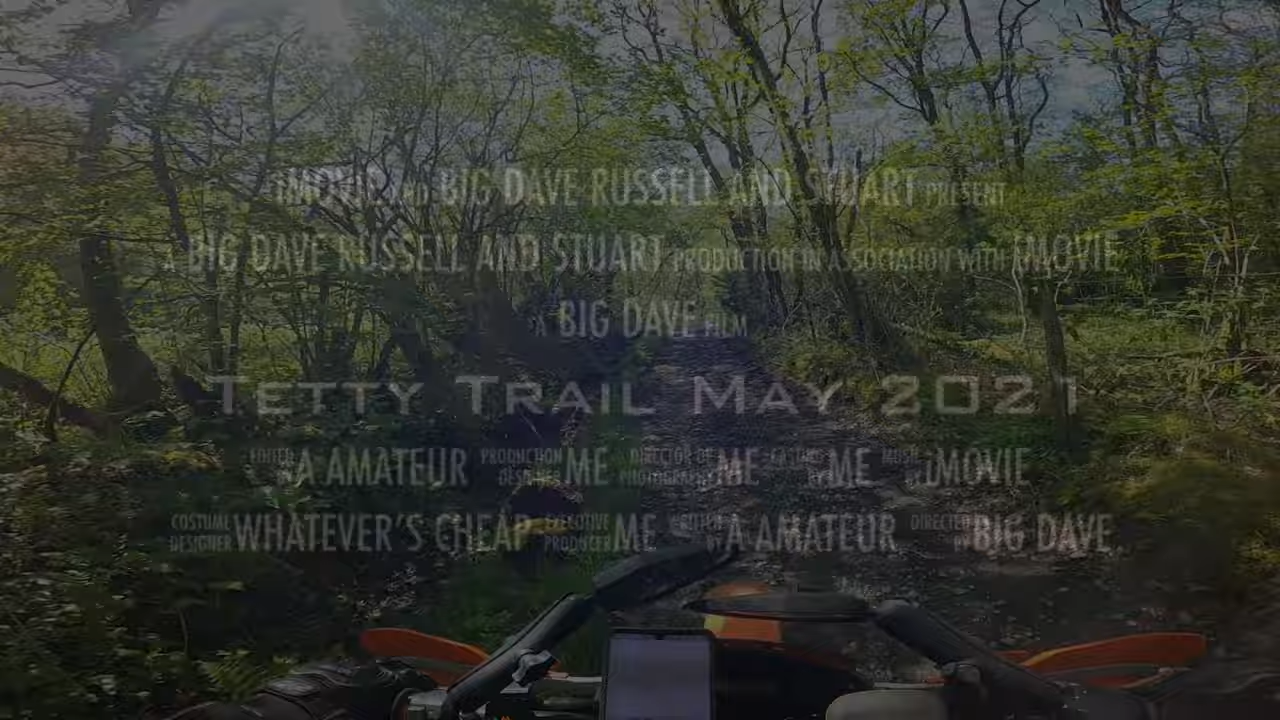 iMOVIE AND BIG DAVE RUSSELL AND STUART PRESENT
A BIG DAVE RUSSELL AND STUART PRODUCTION IN ASSOCIATION WITH iMOVIE
A BIG DAVE FILM
TETTY TRAIL MAY 2021
EDITED BY A AMATEUR PRODUCTION DESIGNER ME DIRECTOR OF PHOTOGRAPHY ME CASTING BY ME MUSIC BY iMOVIE
COSTUME DESIGNER WHATEVER'S CHEAP EXECUTIVE PRODUCER ME WRITTEN BY A AMATEUR DIRECTED BY BIG DAVE